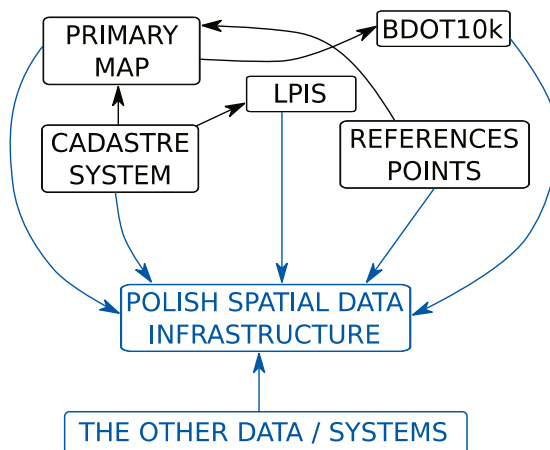 PRIMARY
MAP
BDOT10k
LPIS
CADASTRE
SYSTEM
REFERENCES
POINTS
POLISH SPATIAL DATA
INFRASTRUCTURE
THE OTHER DATA / SYSTEMS